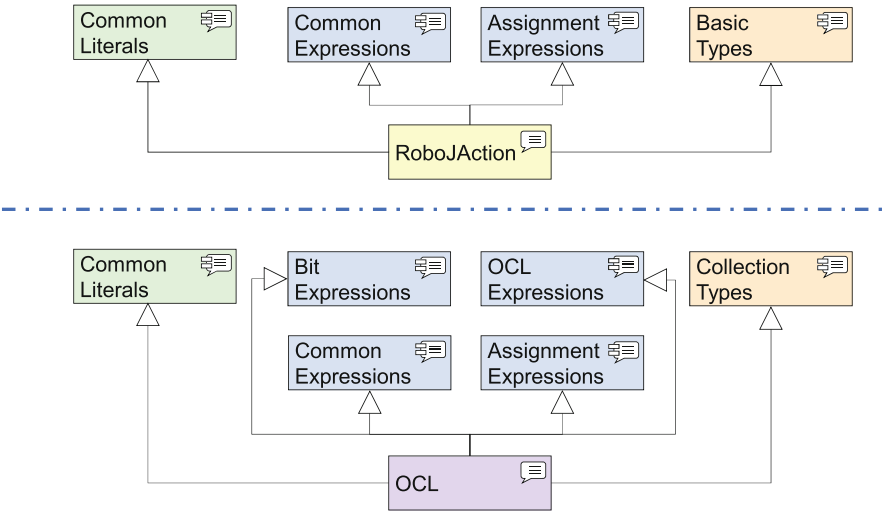 Common
Literals
Common
Expressions
Assignment
Expressions
Basic
Types
RoboJAction
Common
Literals
Bit
Expressions
OCL
Expressions
Collection
Types
Common
Expressions
Assignment
Expressions
OCL